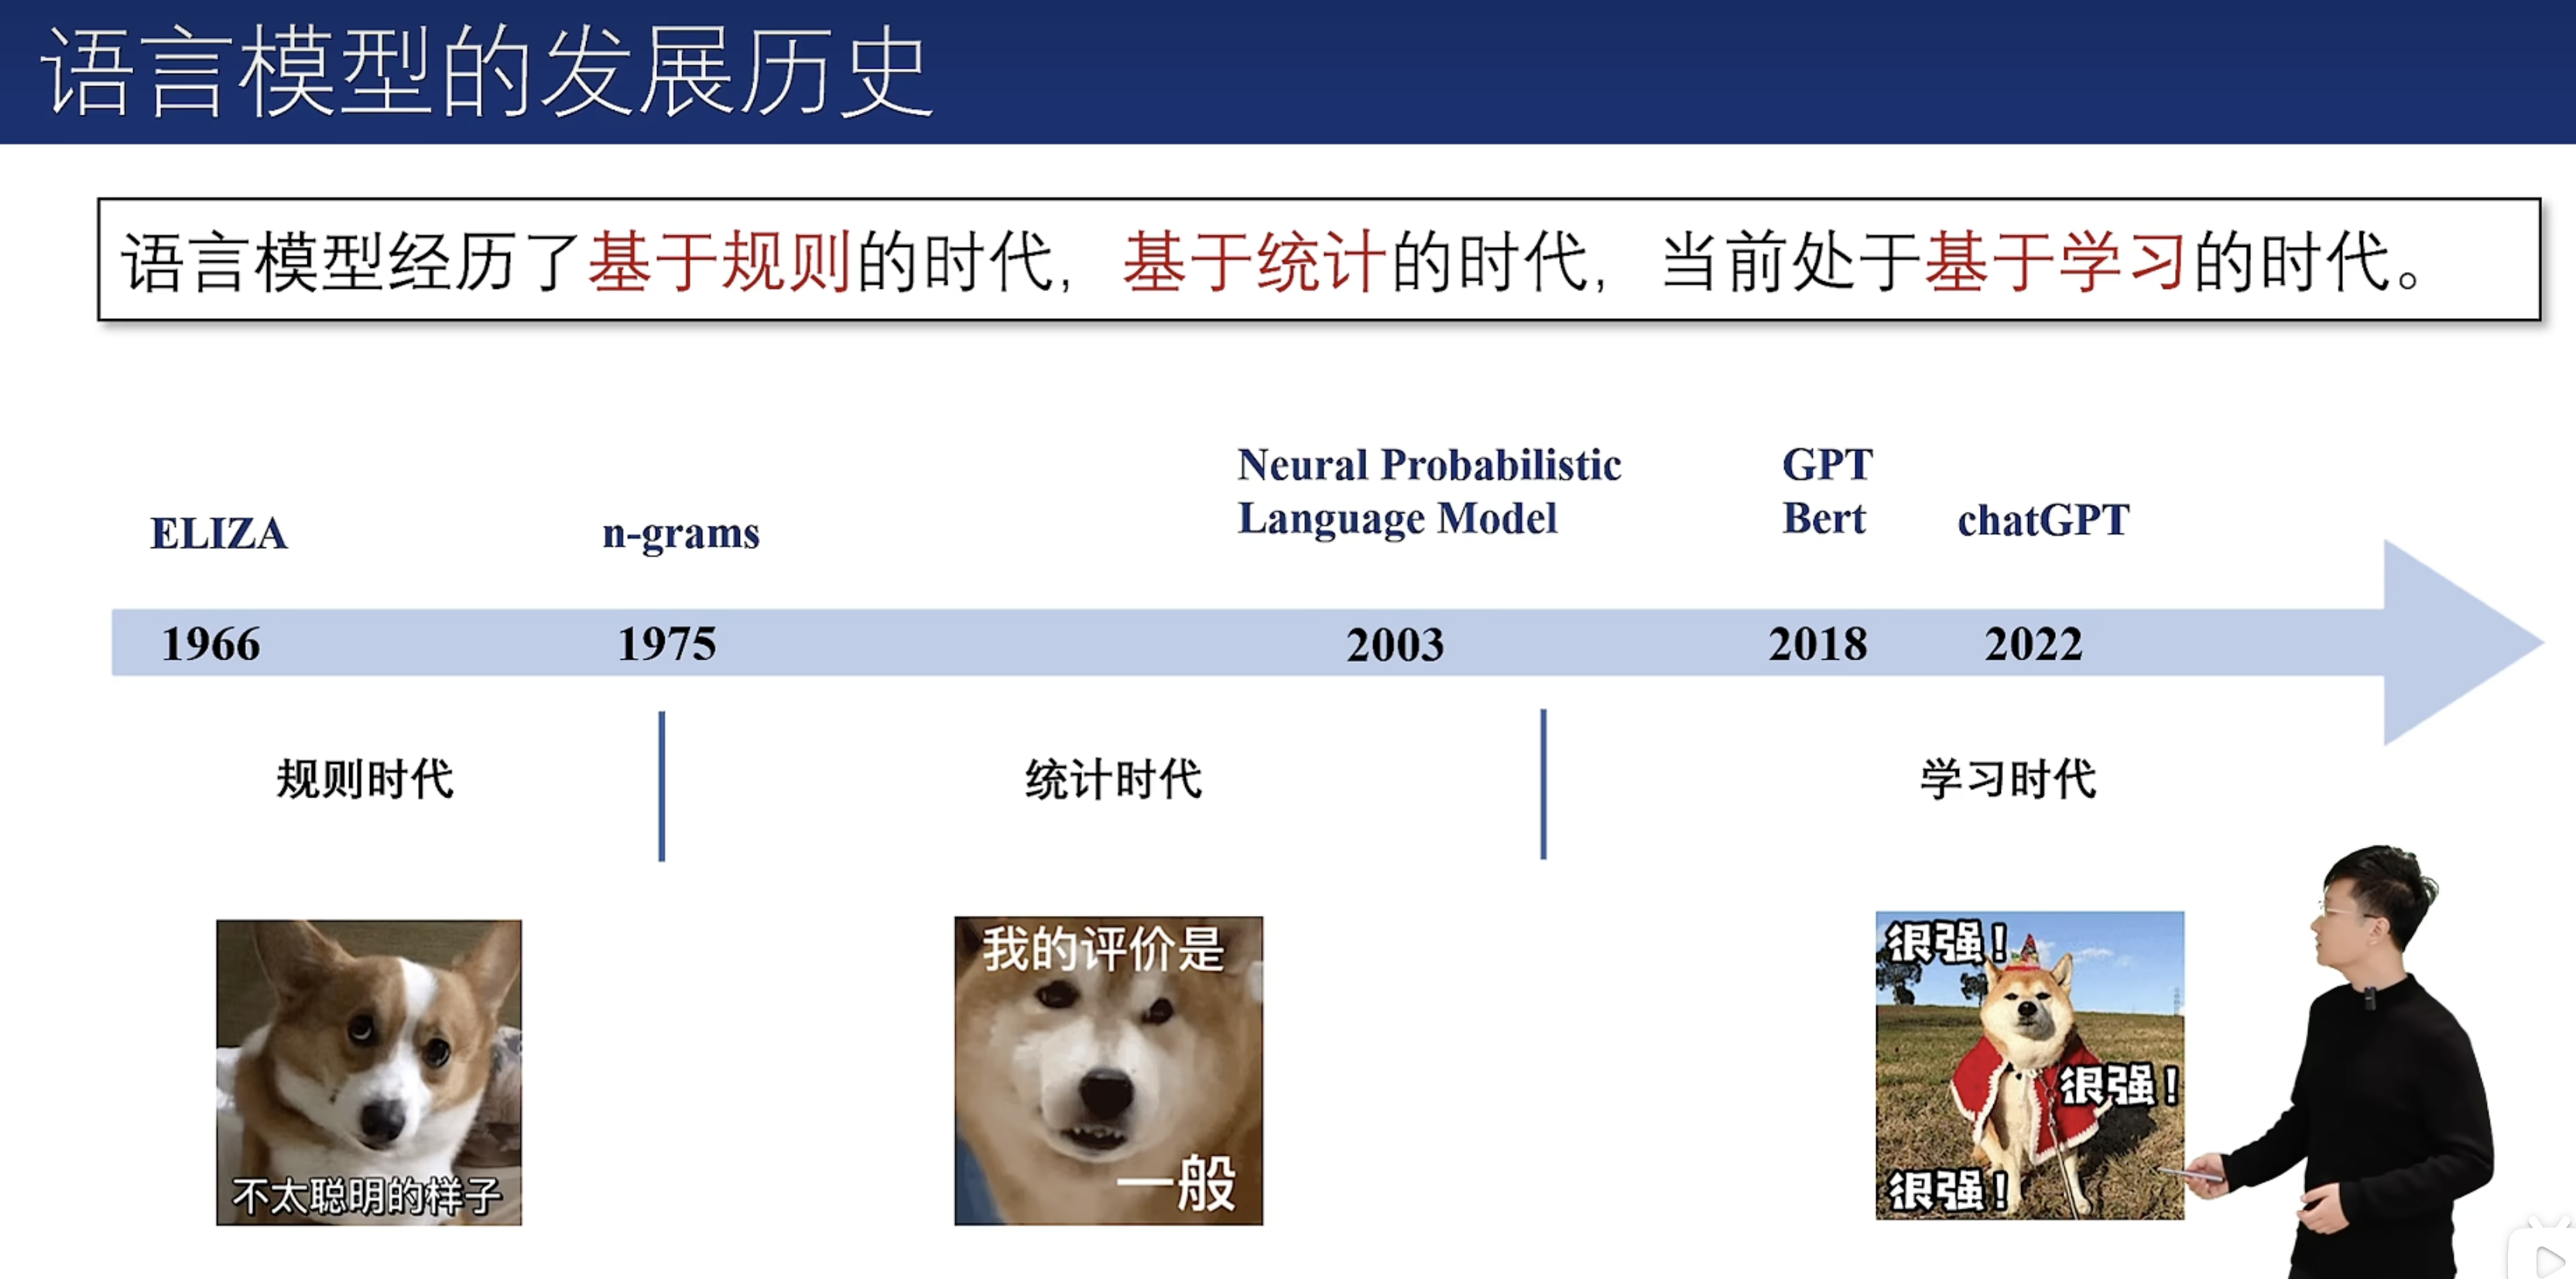 语言模型的发展历史
语言模型经历了基于规则的时代，基于统计的时代，当前处于基于学习的时代。
ELIZA
n-grams
Neural Probabilistic
Language Model
GPT
Bert
chatGPT
1966
1975
2003
2018
2022
规则时代
统计时代
学习时代
不太聪明的样子
我的评价是
一般
很强！
很强！
很强！